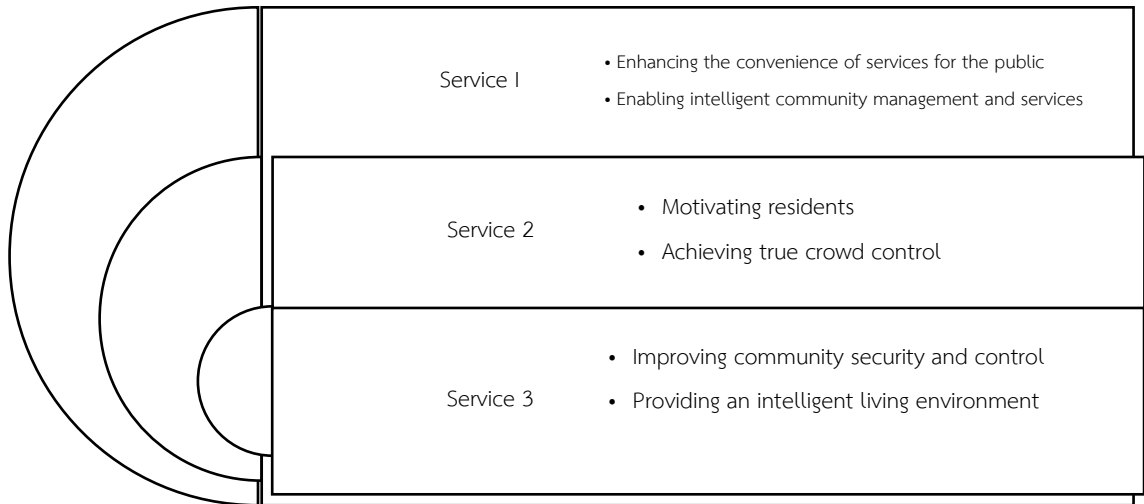 Service 1
• Enhancing the convenience of services for the public
• Enabling intelligent community management and services
Service 2
• Motivating residents
• Achieving true crowd control
Service 3
• Improving community security and control
• Providing an intelligent living environment